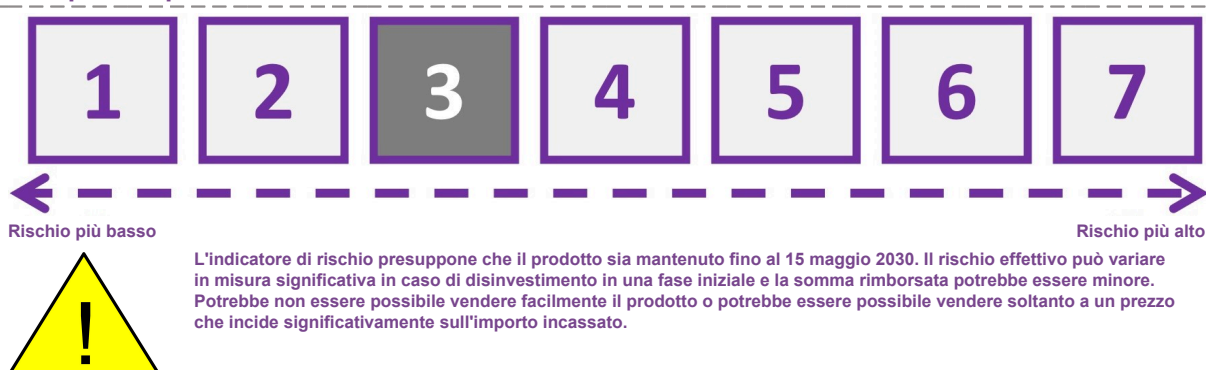 1 2 3 4 5 6 7
Rischio più basso Rischio più alto
!
L'indicatore di rischio presuppone che il prodotto sia mantenuto fino al 15 maggio 2030. Il rischio effettivo può variare
in misura significativa in caso di disinvestimento in una fase iniziale e la somma rimborsata potrebbe essere minore.
Potrebbe non essere possibile vendere facilmente il prodotto o potrebbe essere possibile vendere soltanto a un prezzo
che incide significativamente sull'importo incassato.